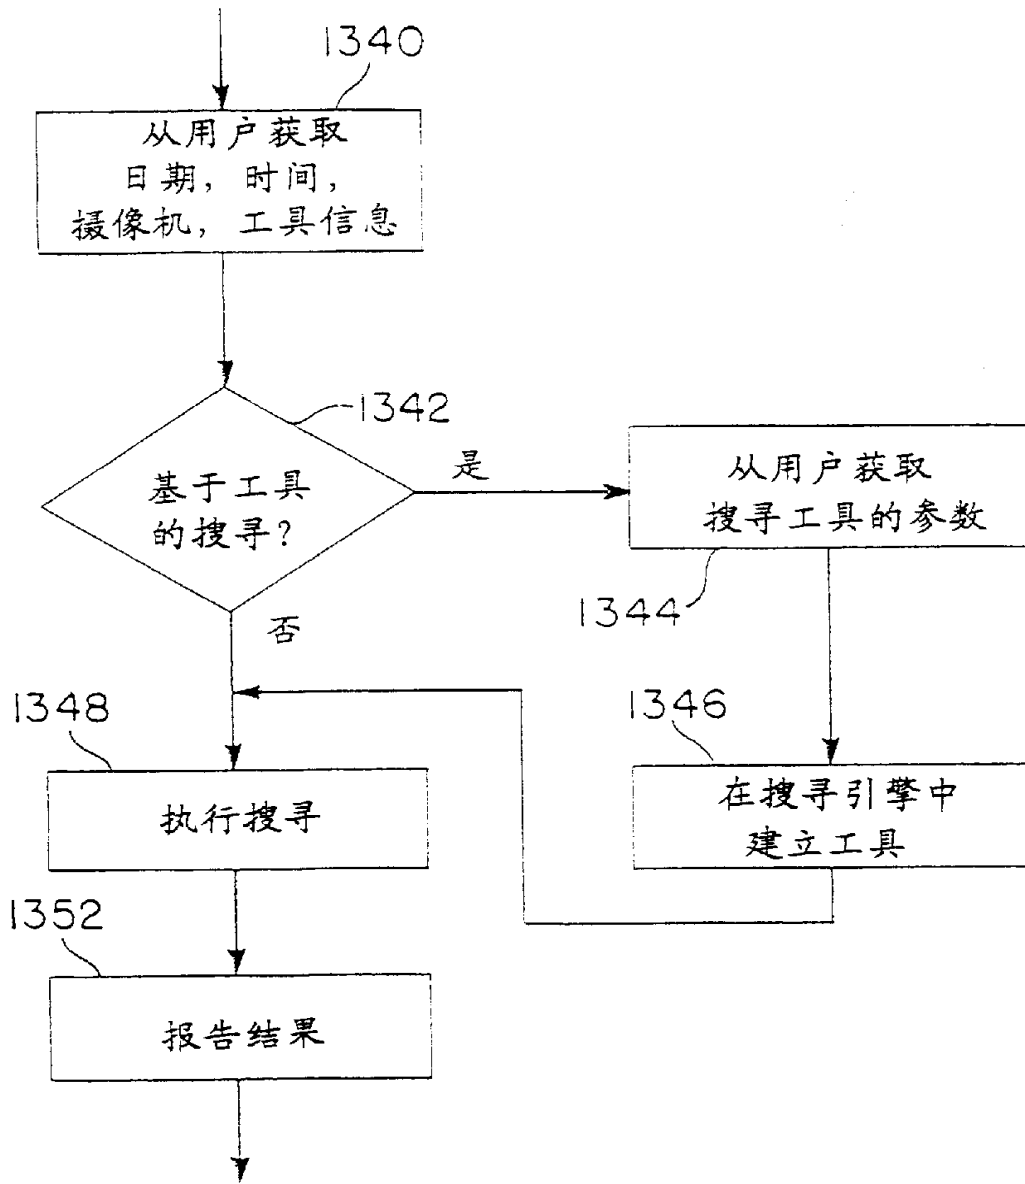 1340
从用户获取
日期，时间，
摄像机，工具信息
1342
基于工具
的搜寻？
是
从用户获取
搜寻工具的参数
1344
否
1348
执行搜寻
1346
在搜寻引擎中
建立工具
1352
报告结果